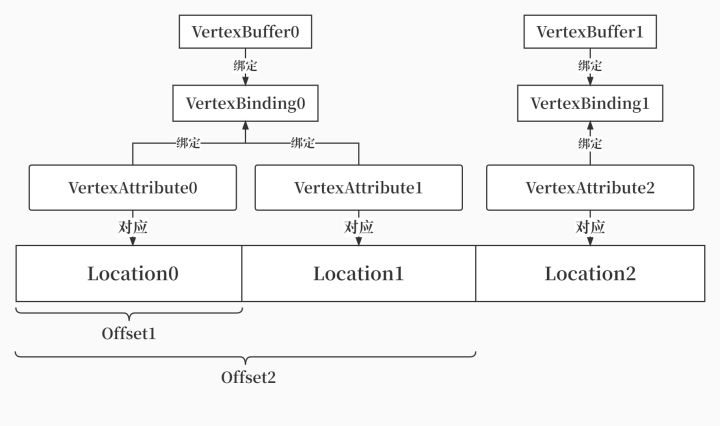 VertexBuffer0
VertexBuffer1
绑定
绑定
VertexBinding0
VertexBinding1
绑定
绑定
绑定
VertexAttribute0
VertexAttribute1
VertexAttribute2
对应
对应
对应
Location0
Location1
Location2
Offset1
Offset2